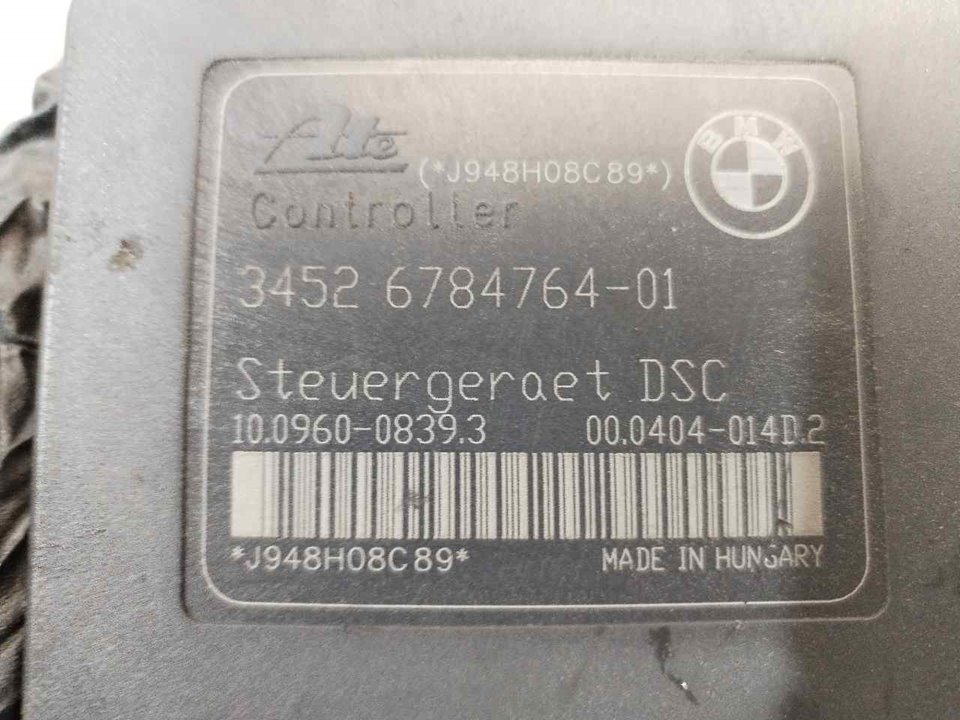 Ate
BMW
(*J948H08C89*)
Controller
3452 6784764-01
Steuergeraet DSC
10.0960-0839.3 00.0404-014D.2
*J948H08C89* MADE IN HUNGARY